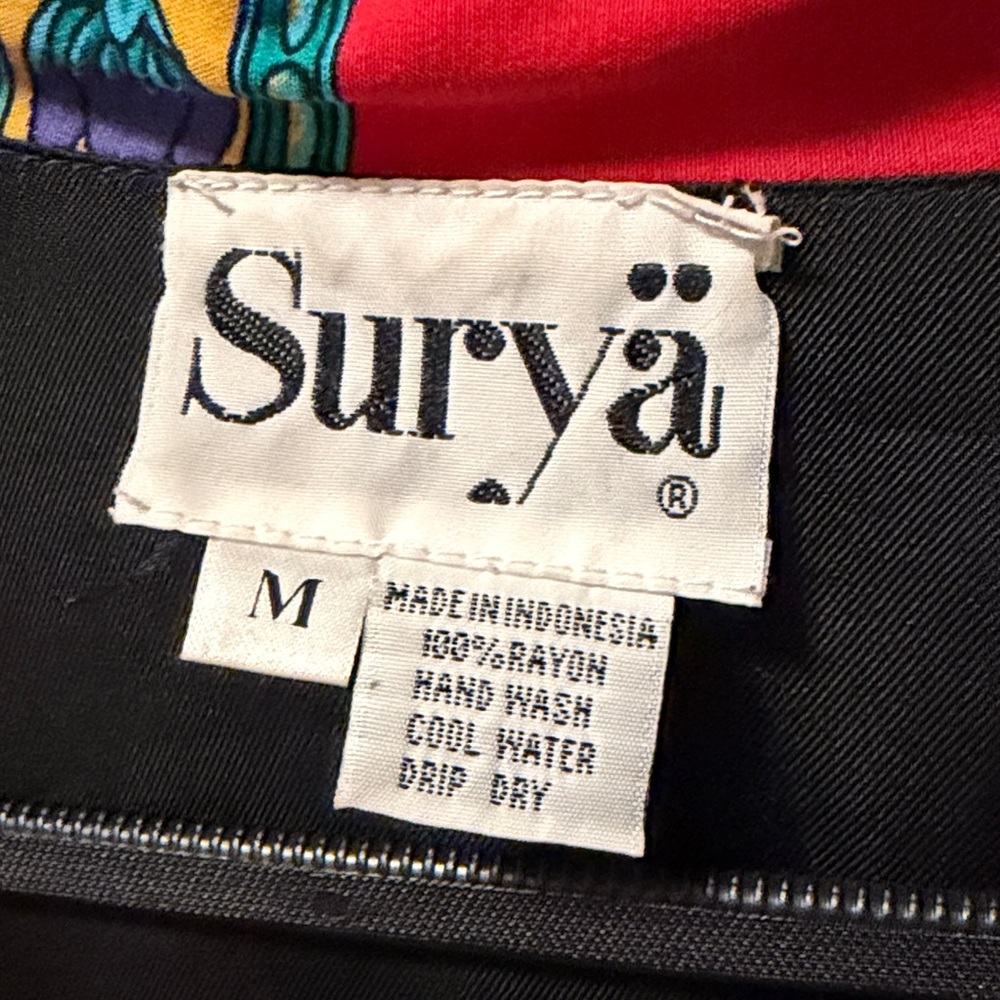 Suryä
®
M
MADE IN INDONESIA
100% RAYON
HAND WASH
COOL WATER
DRIP DRY